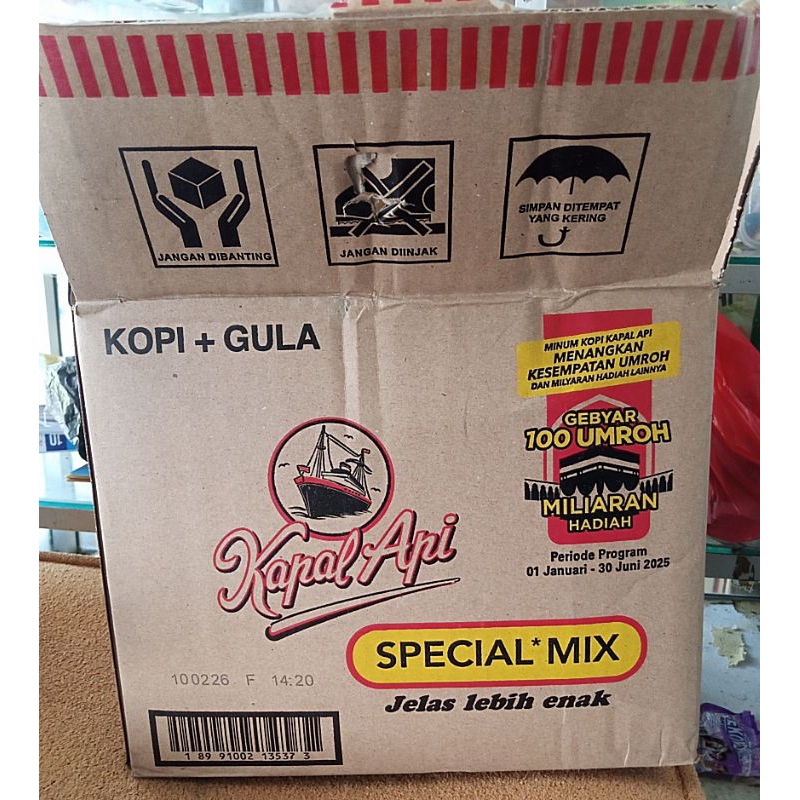 JANGAN DIBANTING
JANGAN DIINJAK
SIMPAN DITEMPAT
YANG KERING
KOPI + GULA
MINUM KOPI KAPAL API
MENANGKAN
KESEMPATAN UMROH
DAN MILYARAN HADIAH LAINNYA
GEBYAR
100 UMROH
MILIARAN
HADIAH
Periode Program
01 Januari - 30 Juni 2025
Kapal Api
SPECIAL* MIX
Jelas lebih enak
100226 F 14:20
1 89 91002 13537 3